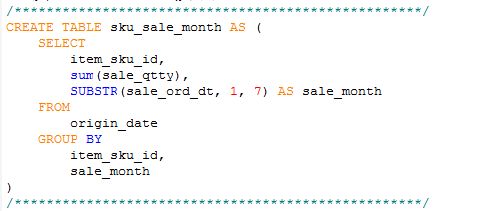 /***************************************************/
CREATE TABLE sku_sale_month AS (
    SELECT
        item_sku_id,
        sum(sale_qtty),
        SUBSTR(sale_ord_dt, 1, 7) AS sale_month
    FROM
        origin_date
    GROUP BY
        item_sku_id,
        sale_month
)
/***************************************************/